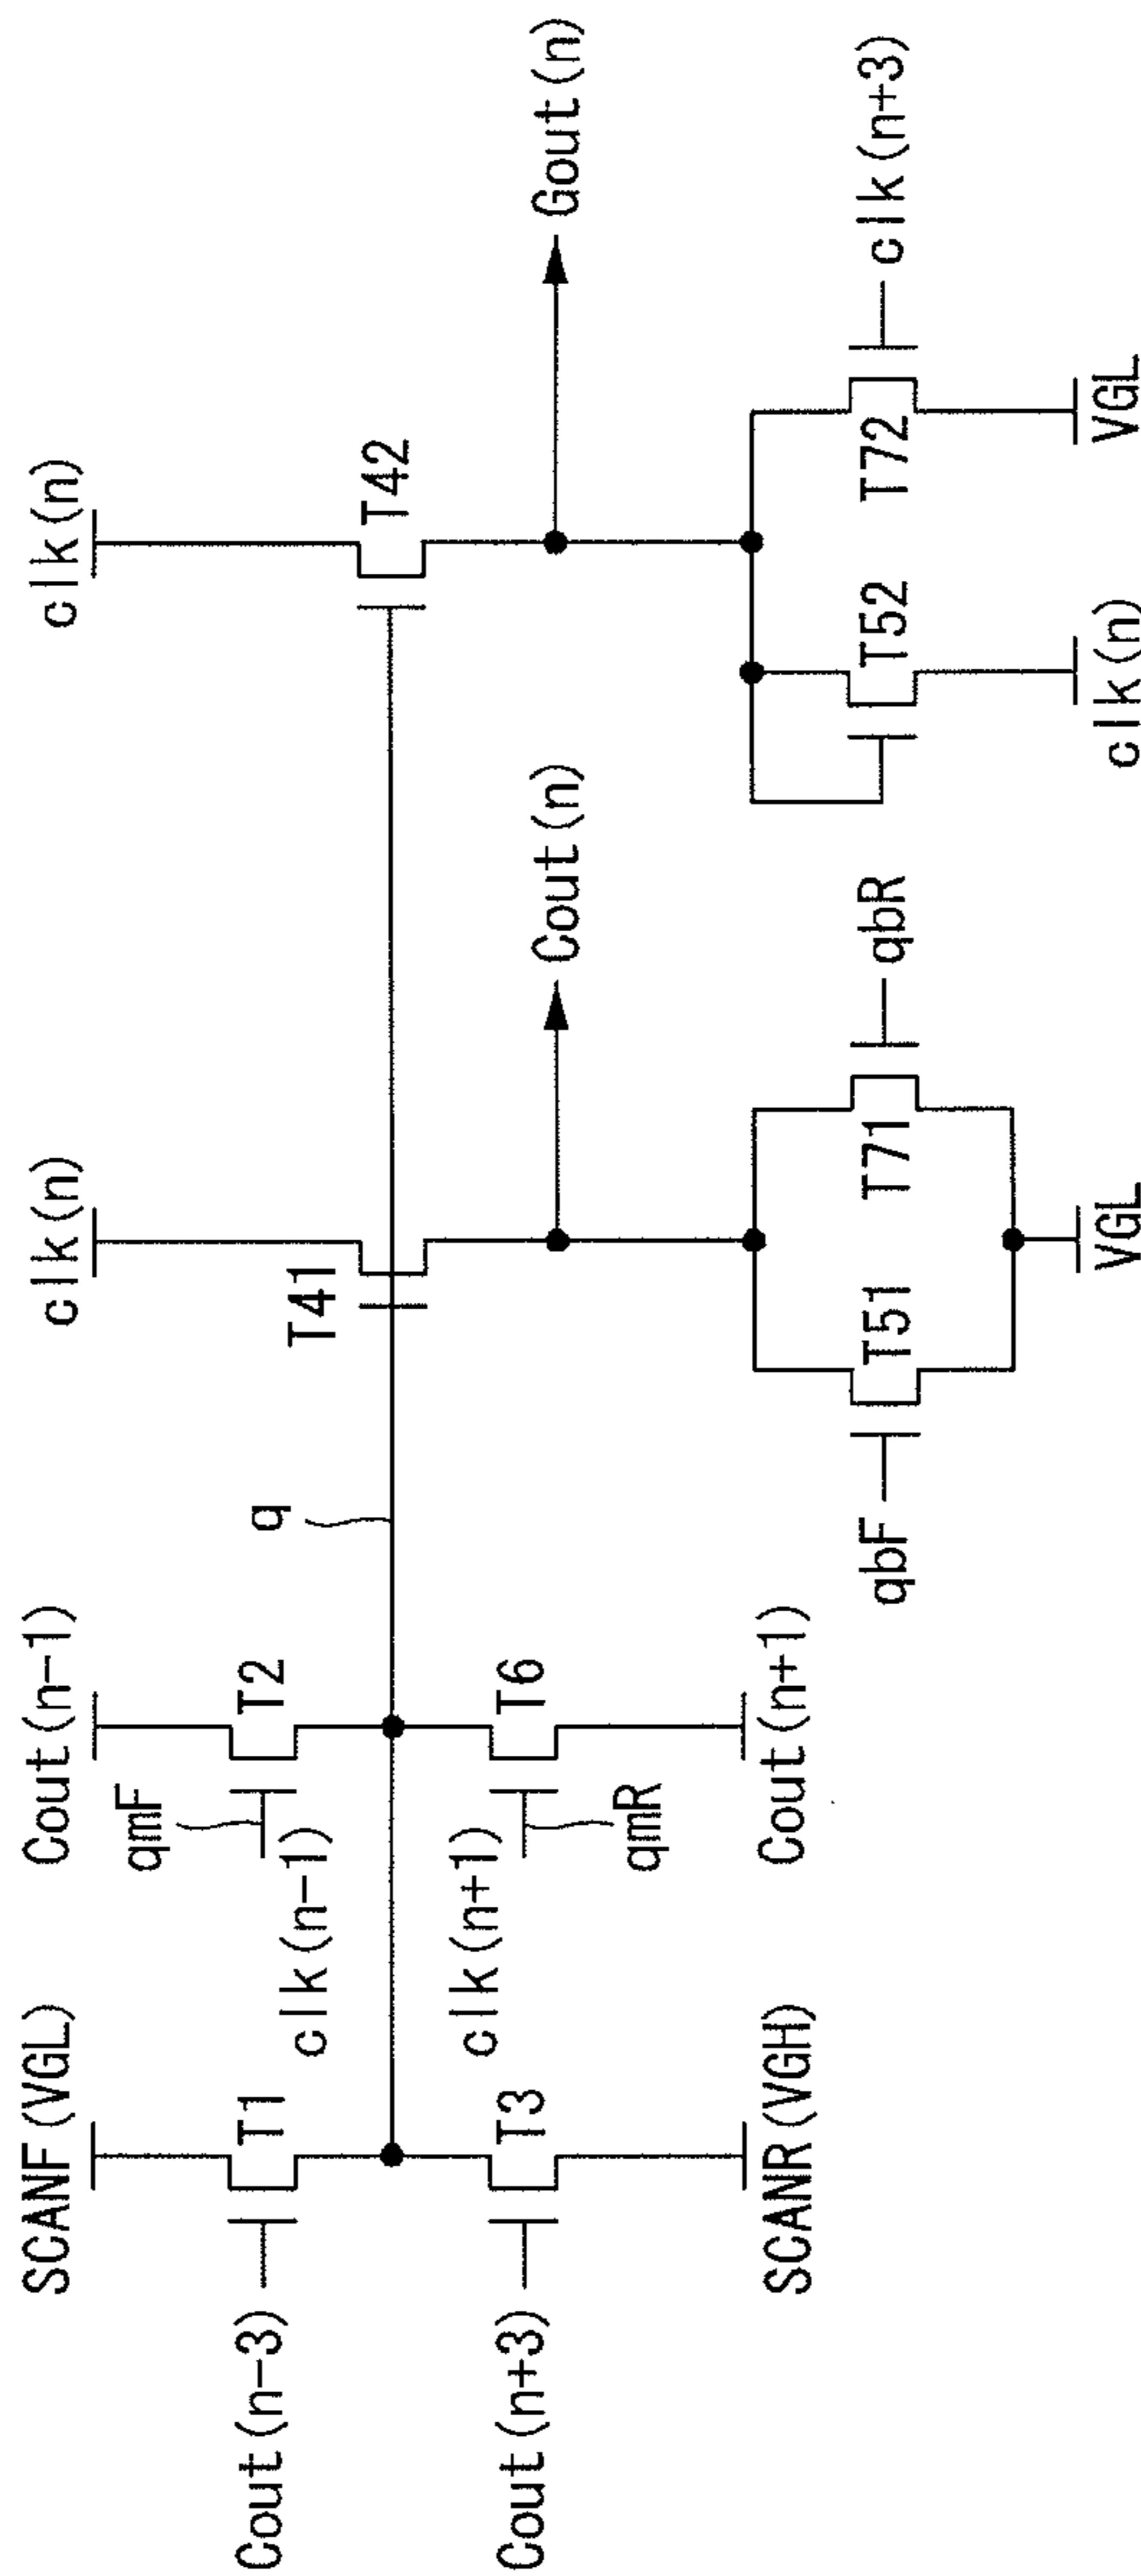 SCANF(VGL)
Cout(n-1)
clk(n)
clk(n)
Cout(n-3)
T1
qmF
T2
clk(n-1)
q
T41
T42
Cout(n+3)
T3
clk(n+1)
T6
qmR
Cout(n)
Gout(n)
SCANR(VGH)
Cout(n+1)
qbF
T51
T71
qbR
T52
T72
clk(n+3)
VGL
clk(n)
VGL